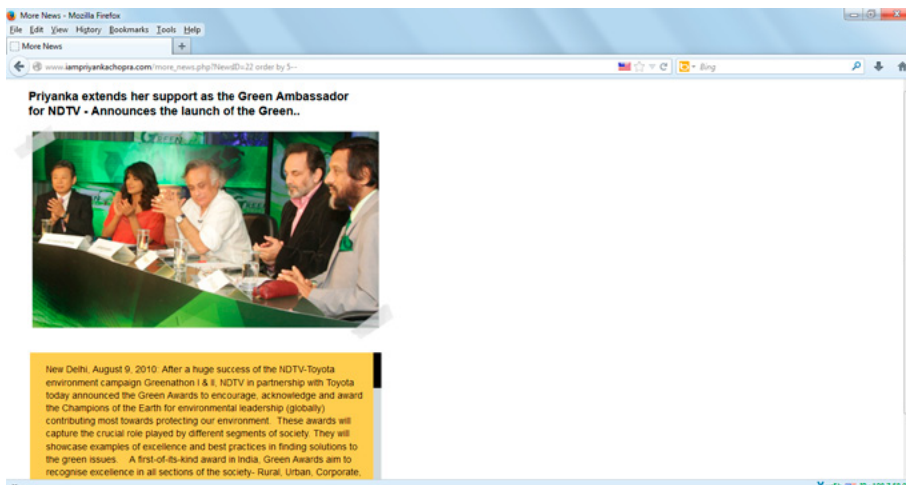 More News - Mozilla Firefox
File Edit View History Bookmarks Tools Help
More News
www.iampriyankachopra.com/more_news.php?NewsID=22 order by 5--
Bing
Priyanka extends her support as the Green Ambassador
for NDTV - Announces the launch of the Green..
GREEN
New Delhi, August 9, 2010: After a huge success of the NDTV-Toyota
environment campaign Greenathon I & II, NDTV in partnership with Toyota
today announced the Green Awards to encourage, acknowledge and award
the Champions of the Earth for environmental leadership (globally)
contributing most towards protecting our environment. These awards will
capture the crucial role played by different segments of society. They will
showcase examples of excellence and best practices in finding solutions to
the green issues. A first-of-its-kind award in India, Green Awards aim to
recognise excellence in all sections of the society- Rural, Urban, Corporate,